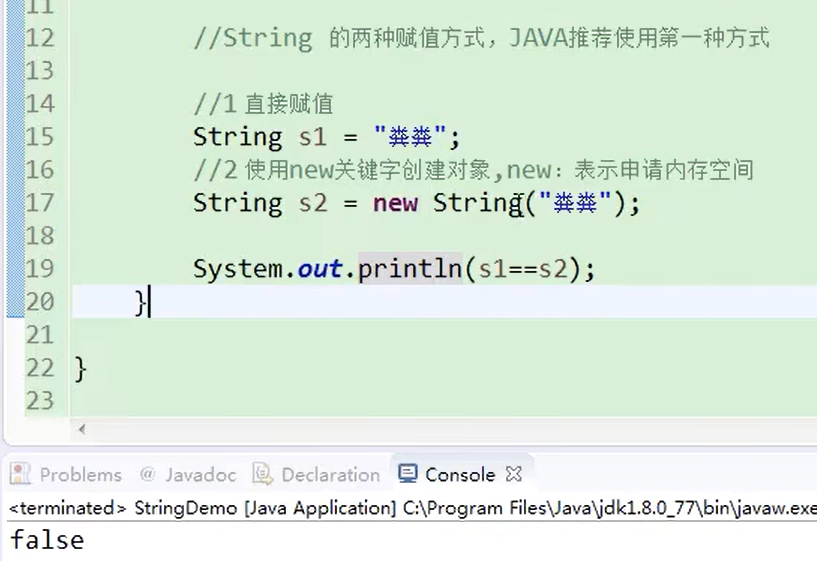 11
12 //String 的两种赋值方式，JAVA推荐使用第一种方式
13
14 //1 直接赋值
15 String s1 = "粪粪";
16 //2 使用new关键字创建对象,new：表示申请内存空间
17 String s2 = new String("粪粪");
18
19 System.out.println(s1==s2);
20 }
21
22 }
23
Problems @ Javadoc Declaration Console
<terminated> StringDemo [Java Application] C:\Program Files\Java\jdk1.8.0_77\bin\javaw.exe
false